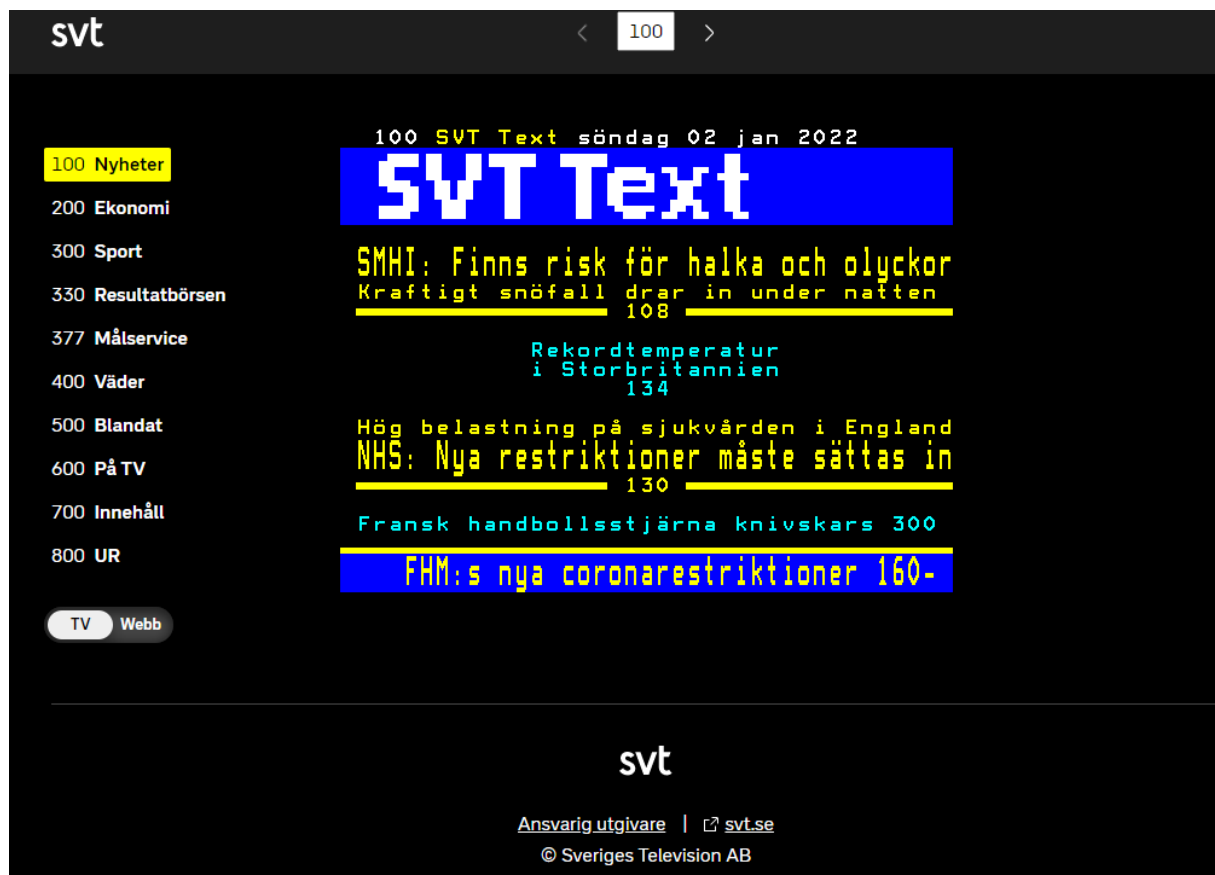 svt
100
100 SVT Text söndag 02 jan 2022
SVT Text
100 Nyheter
200 Ekonomi
300 Sport
330 Resultatbörsen
377 Målservice
400 Väder
500 Blandat
600 På TV
700 Innehåll
800 UR
TV Webb
SMHI: Finns risk för halka och olyckor
Kraftigt snöfall drar in under natten
108
Rekordtemperatur
i Storbritannien
134
Hög belastning på sjukvården i England
NHS: Nya restriktioner måste sättas in
130
Fransk handbollsstjärna knivskars 300
FHM:s nya coronarestriktioner 160-
svt
Ansvarig utgivare | svt.se
© Sveriges Television AB